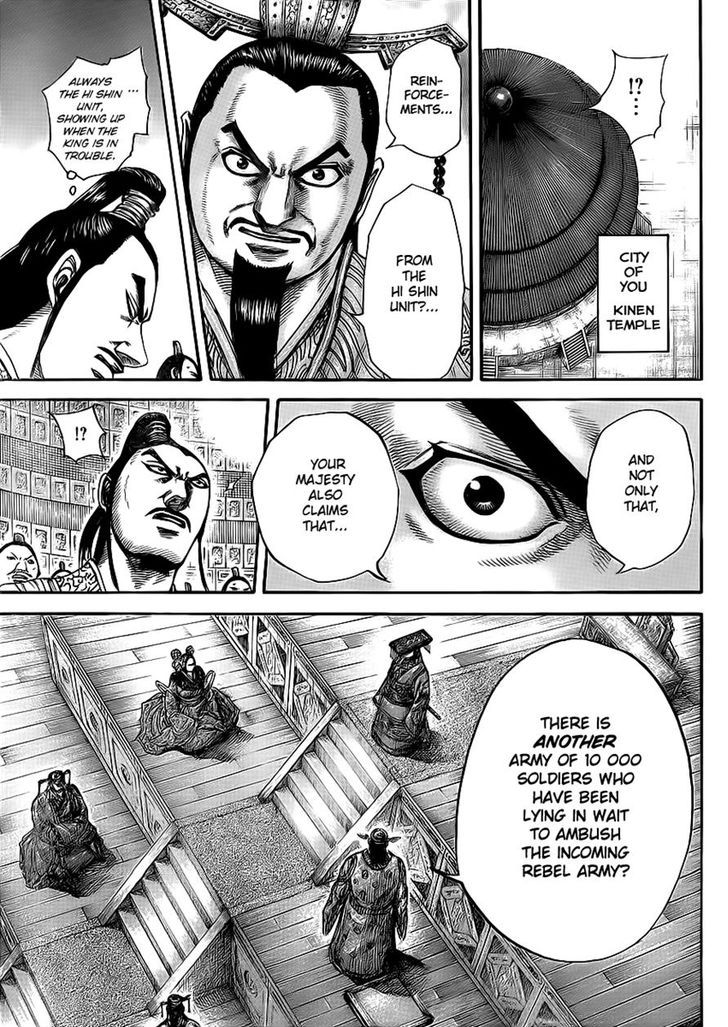 !?
...
CITY
OF
YOU
KINEN
TEMPLE
REIN-
FORCE-
MENTS...
FROM
THE
HI SHIN
UNIT?...
ALWAYS
THE HI SHIN ...
UNIT,
SHOWING UP
WHEN THE
KING IS IN
TROUBLE.
AND
NOT
ONLY
THAT,
YOUR
MAJESTY
ALSO
CLAIMS
THAT...
!?
THERE IS
ANOTHER
ARMY OF 10 000
SOLDIERS WHO
HAVE BEEN
LYING IN WAIT
TO AMBUSH
THE INCOMING
REBEL ARMY?